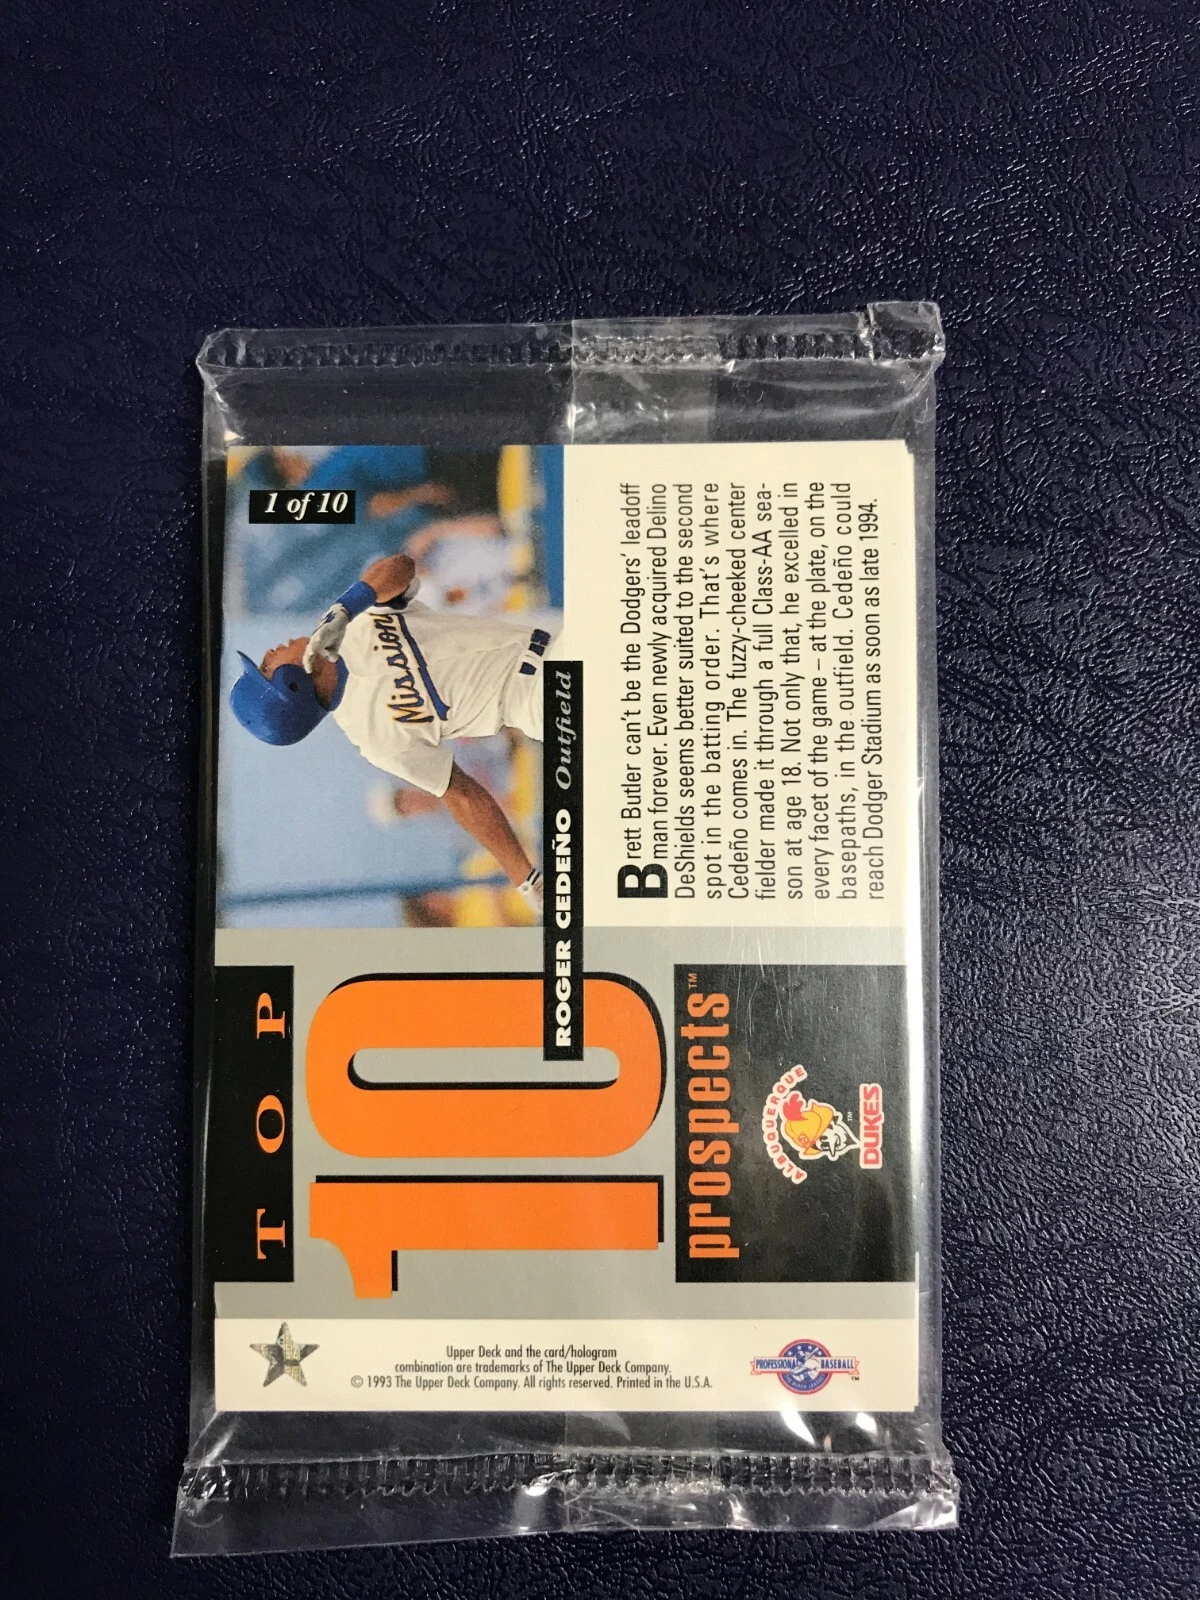 TOP
10
prospects™
ALBUQUERQUE
DUKES
™
1 of 10
Missions
ROGER CEDEÑO Outfield
Brett Butler can't be the Dodgers' leadoff
man forever. Even newly acquired Delino
DeShields seems better suited to the second
spot in the batting order. That's where
Cedeño comes in. The fuzzy-cheeked center
fielder made it through a full Class-AA sea-
son at age 18. Not only that, he excelled in
every facet of the game – at the plate, on the
basepaths, in the outfield. Cedeño could
reach Dodger Stadium as soon as late 1994.
Upper Deck and the card/hologram
combination are trademarks of The Upper Deck Company.
© 1993 The Upper Deck Company. All rights reserved. Printed in the U.S.A.
PROFESSIONAL BASEBALL
™